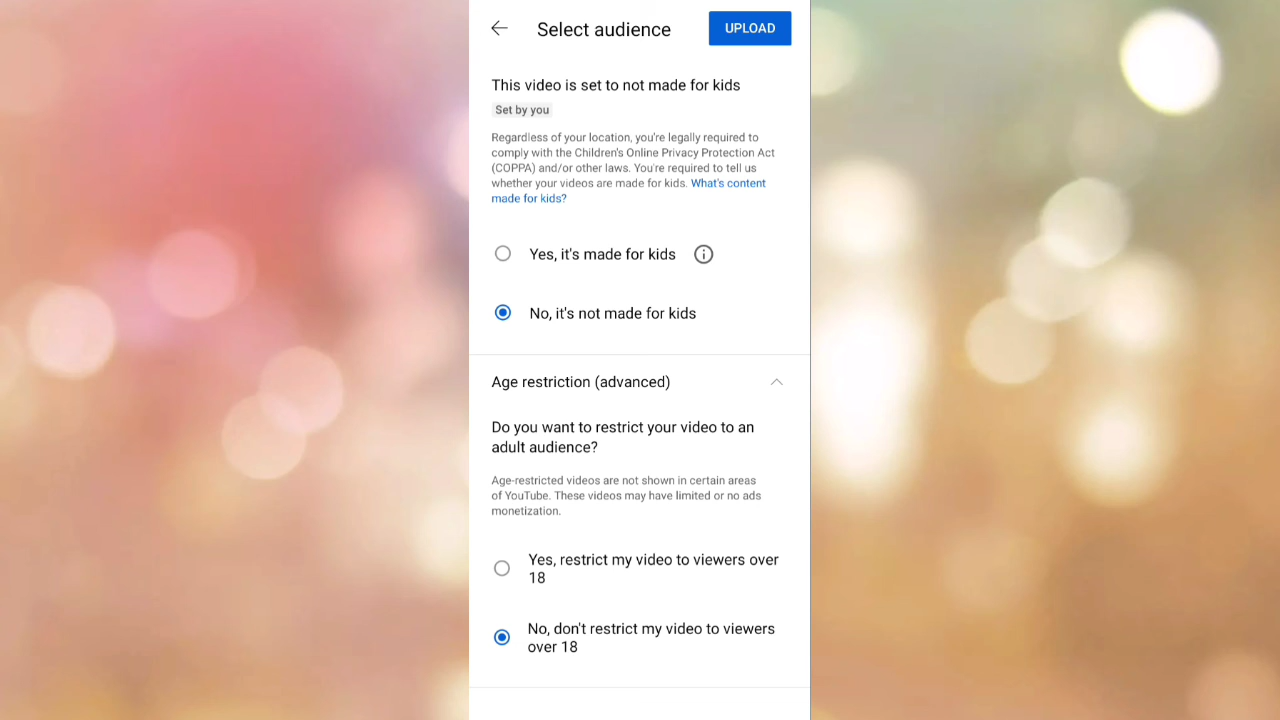 Select audience
UPLOAD
This video is set to not made for kids
Set by you
Regardless of your location, you're legally required to
comply with the Children's Online Privacy Protection Act
(COPPA) and/or other laws. You're required to tell us
whether your videos are made for kids. What's content
made for kids?
Yes, it's made for kids
No, it's not made for kids
Age restriction (advanced)
Do you want to restrict your video to an
adult audience?
Age-restricted videos are not shown in certain areas
of YouTube. These videos may have limited or no ads
monetization.
Yes, restrict my video to viewers over
18
No, don't restrict my video to viewers
over 18